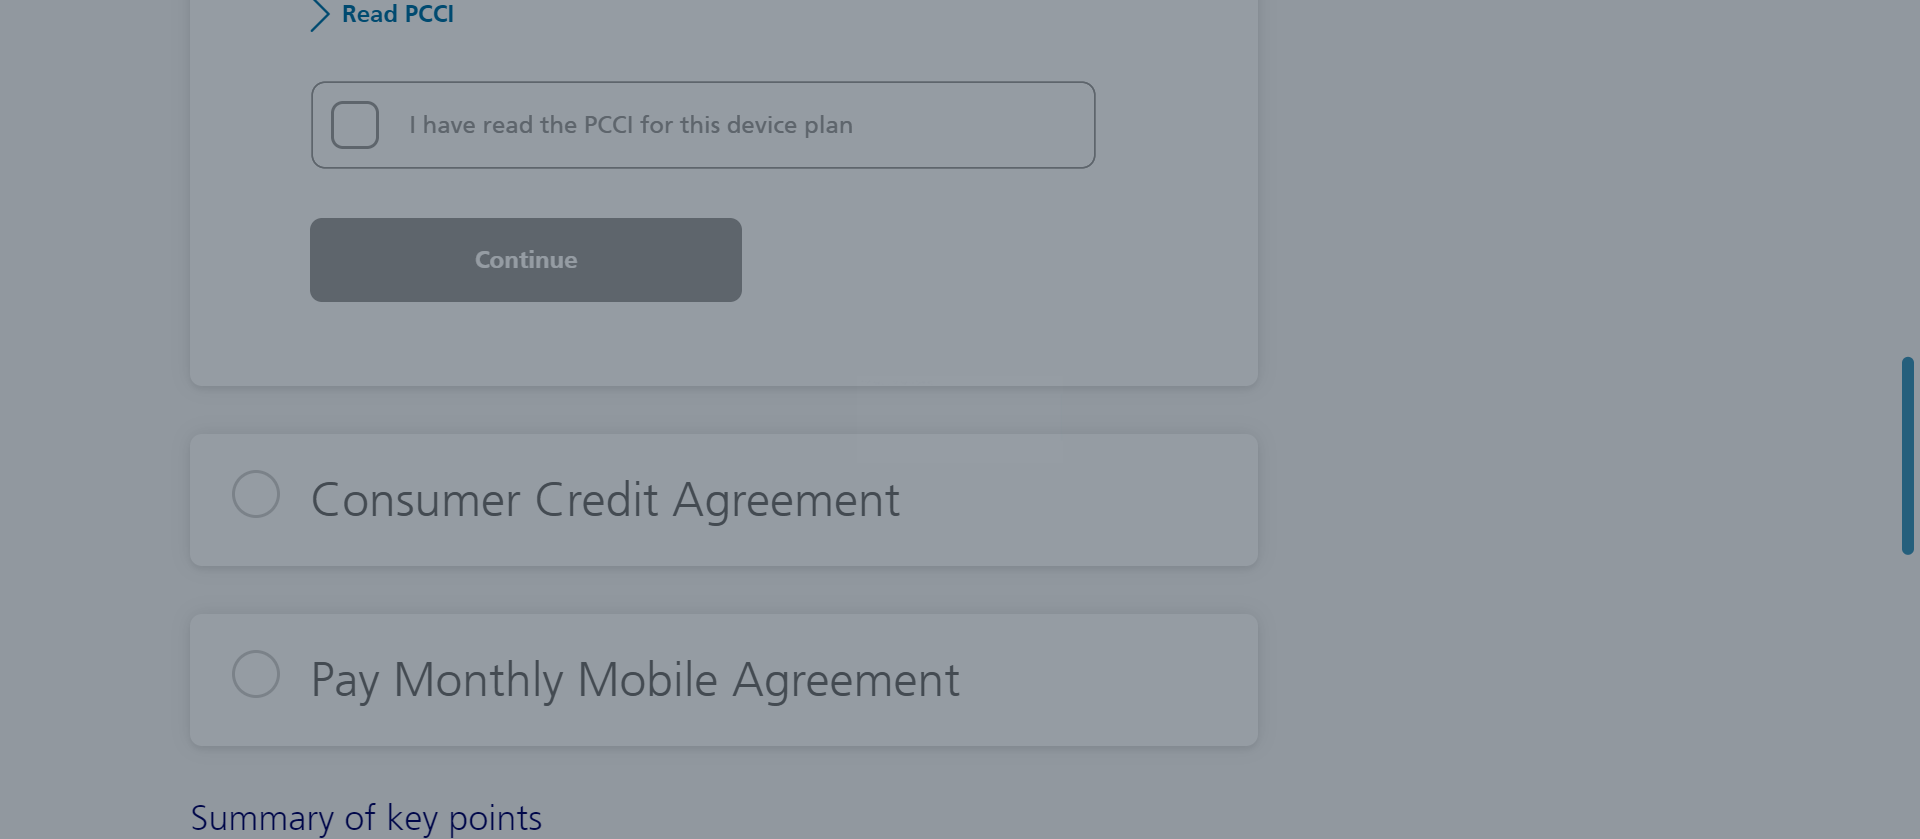 Read PCCI
I have read the PCCI for this device plan
Continue
Consumer Credit Agreement
Pay Monthly Mobile Agreement
Summary of key points